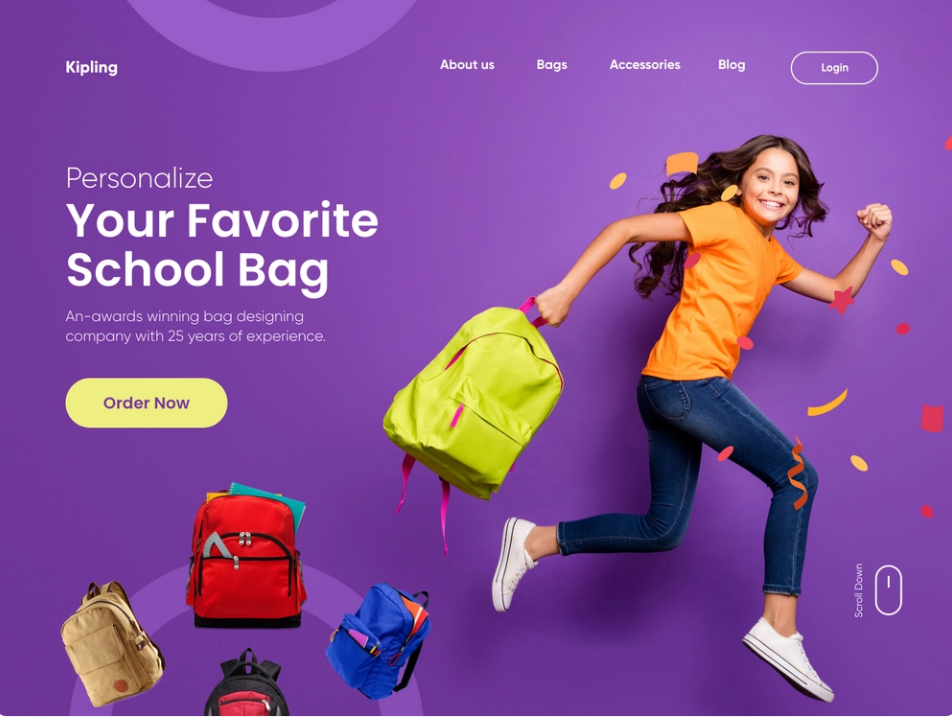 Kipling
About us
Bags
Accessories
Blog
Login
Personalize
Your Favorite
School Bag
An-awards winning bag designing
company with 25 years of experience.
Order Now
Scroll Down